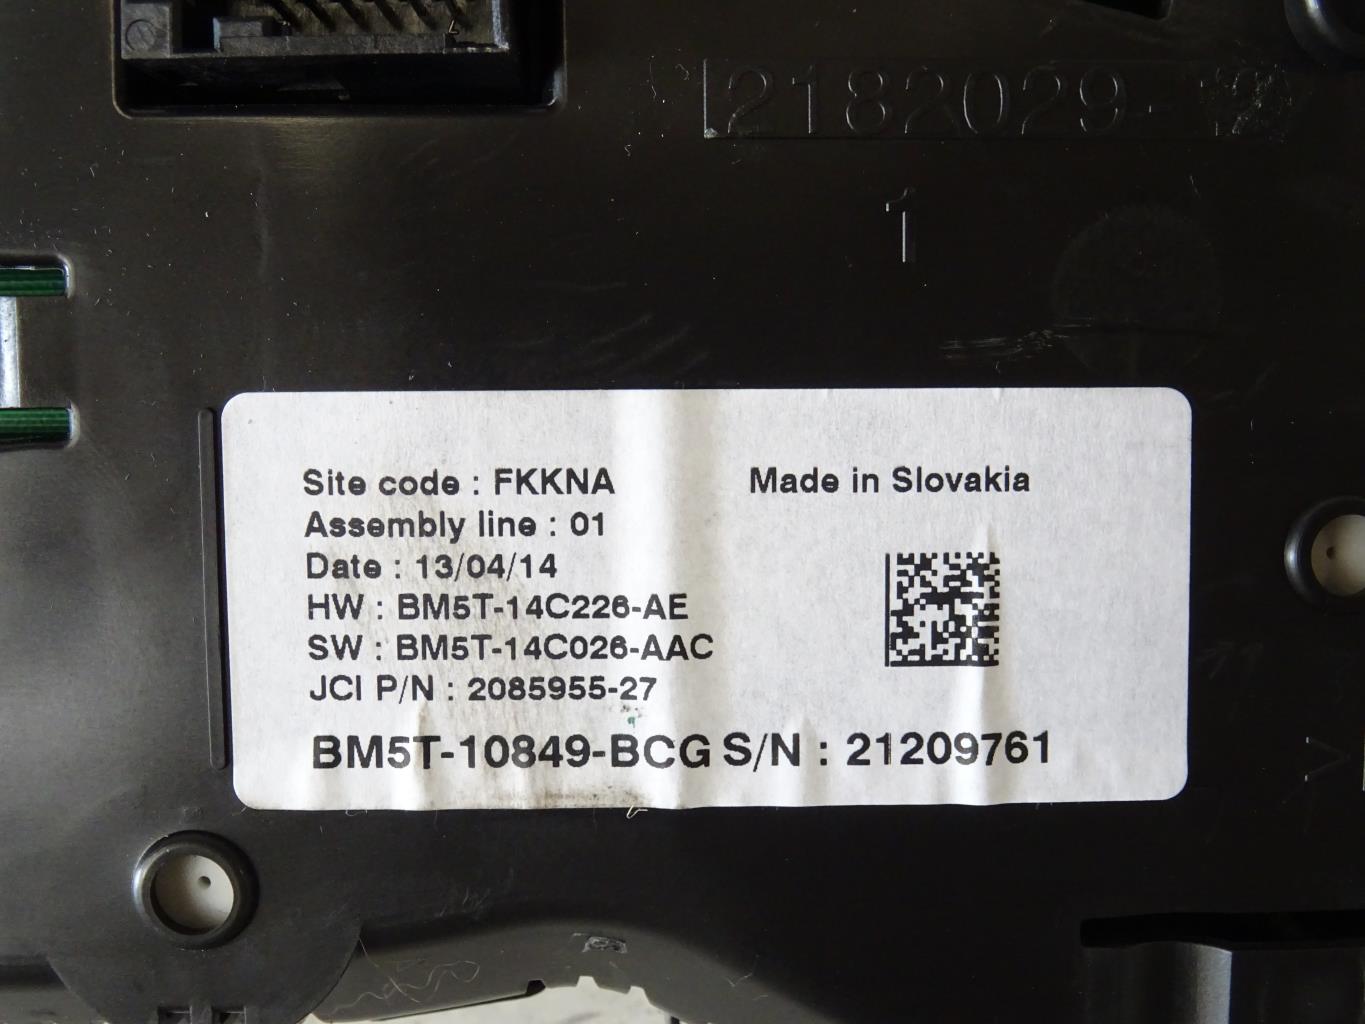 2182029-
1
Site code : FKKNA
Made in Slovakia
Assembly line : 01
Date : 13/04/14
HW : BM5T-14C226-AE
SW : BM5T-14C026-AAC
JCI P/N : 2085955-27
BM5T-10849-BCG S/N : 21209761